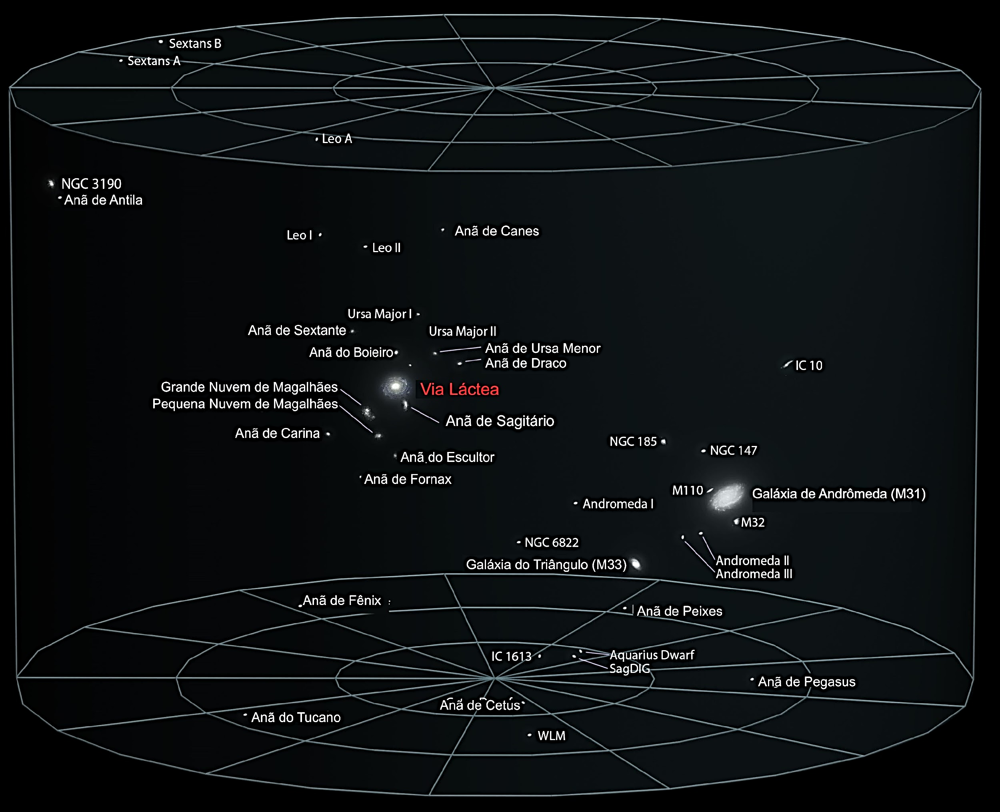 Sextans B
Sextans A
Leo A
NGC 3190
Anã de Antila
Leo I
Anã de Canes
Leo II
Ursa Major I
Anã de Sextante
Ursa Major II
Anã do Boieiro
Anã de Ursa Menor
Anã de Draco
IC 10
Grande Nuvem de Magalhães
Via Láctea
Pequena Nuvem de Magalhães
Anã de Sagitário
Anã de Carina
NGC 185
NGC 147
Anã do Escultor
Anã de Fornax
M110
Galáxia de Andrômeda (M31)
Andromeda I
M32
NGC 6822
Galáxia do Triângulo (M33)
Andromeda II
Andromeda III
Anã de Fênix
Anã de Peixes
IC 1613
Aquarius Dwarf
SagDIG
Anã de Pegasus
Anã de Cetus
Anã do Tucano
WLM